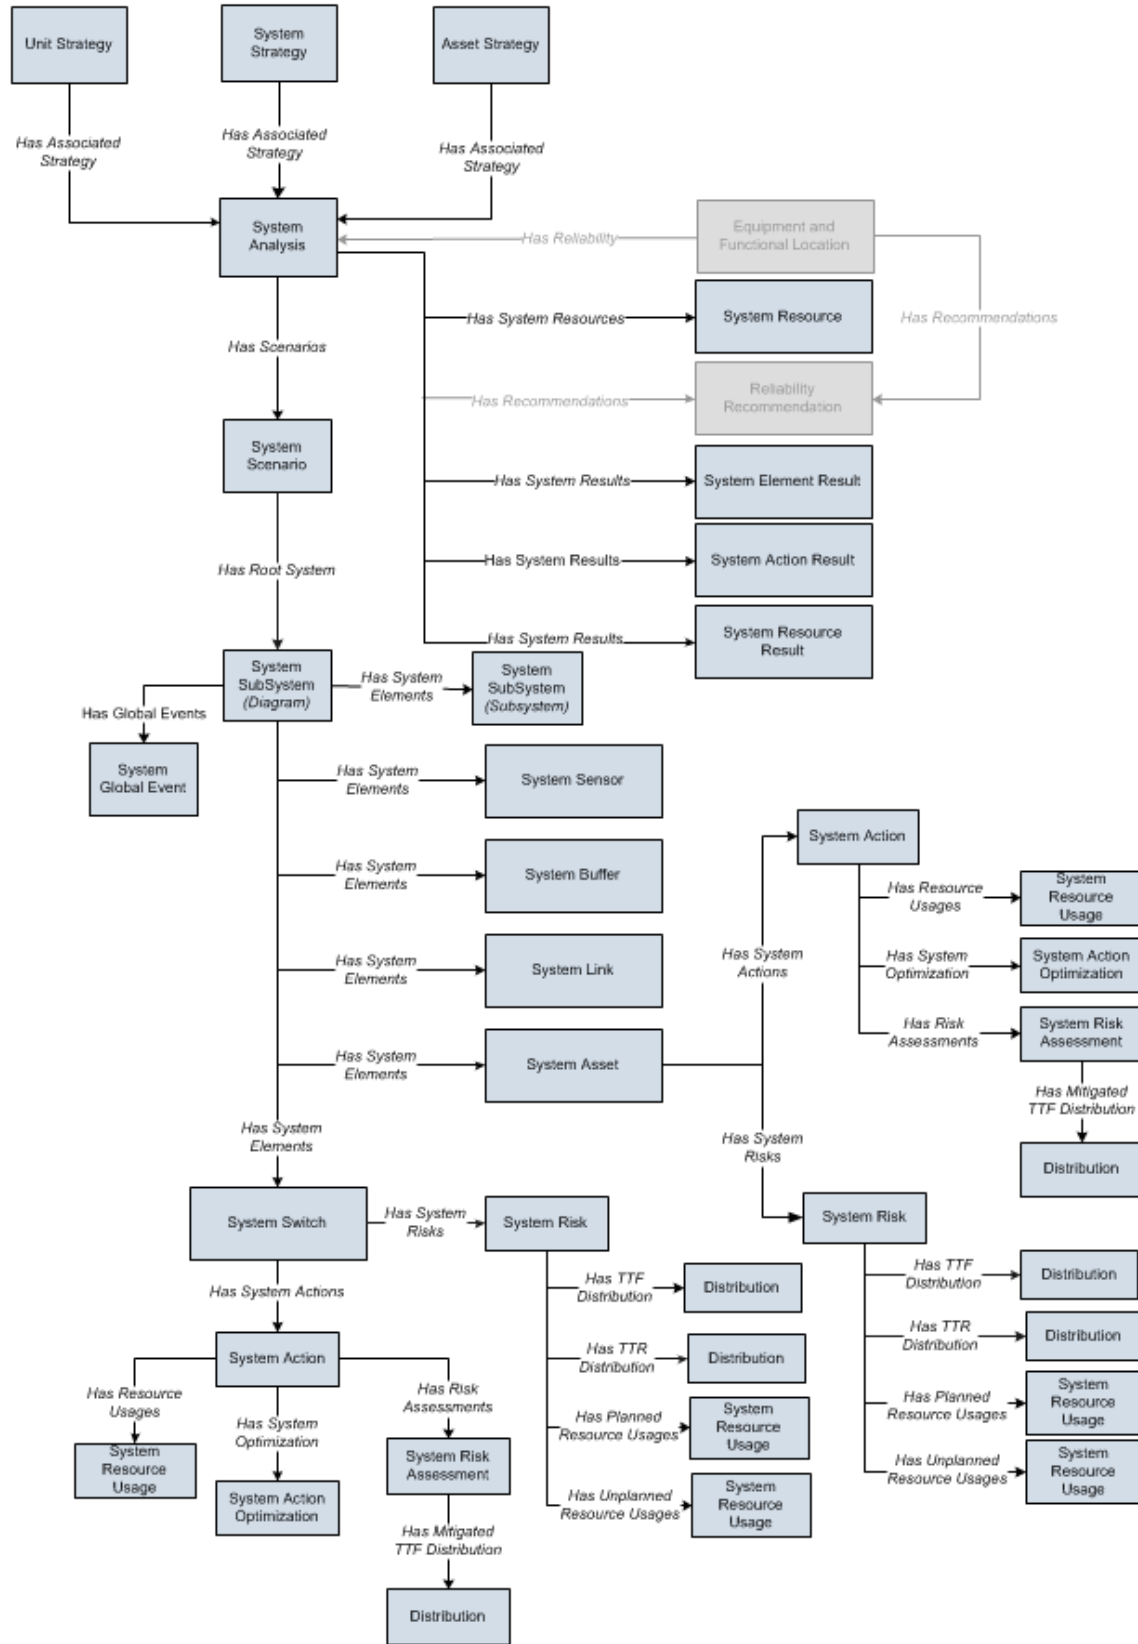 Unit Strategy
System
Strategy
Asset Strategy
Has Associated
Strategy
Has Associated
Strategy
Has Associated
Strategy
System
Analysis
Equipment and
Functional Location
Has Reliability
Has System Resources
System Resource
Has Recommendations
Has Scenarios
Has Recommendations
Reliability
Recommendation
System
Scenario
Has System Results
System Element Result
Has System Results
System Action Result
Has Root System
Has System Results
System Resource
Result
System
SubSystem
(Diagram)
Has System
Elements
System
SubSystem
(Subsystem)
Has Global Events
System
Global Event
Has System
Elements
System Sensor
Has System
Elements
System Buffer
Has System
Elements
System Link
Has System
Elements
System Asset
Has System
Actions
System Action
Has Resource
Usages
System
Resource
Usage
Has System
Optimization
System Action
Optimization
Has Risk
Assessments
System Risk
Assessment
Has Mitigated
TTF Distribution
Distribution
Has System
Risks
Has System
Elements
System Switch
Has System
Risks
System Risk
System Risk
Has TTF
Distribution
Distribution
Has TTR
Distribution
Distribution
Has Planned
Resource Usages
System
Resource
Usage
Has Unplanned
Resource Usages
System
Resource
Usage
Has TTF
Distribution
Distribution
Has TTR
Distribution
Distribution
Has Planned
Resource Usages
System
Resource
Usage
Has Unplanned
Resource Usages
System
Resource
Usage
Has System Actions
System Action
Has Resource
Usages
System
Resource
Usage
Has System
Optimization
System Action
Optimization
Has Risk
Assessments
System Risk
Assessment
Has Mitigated
TTF Distribution
Distribution